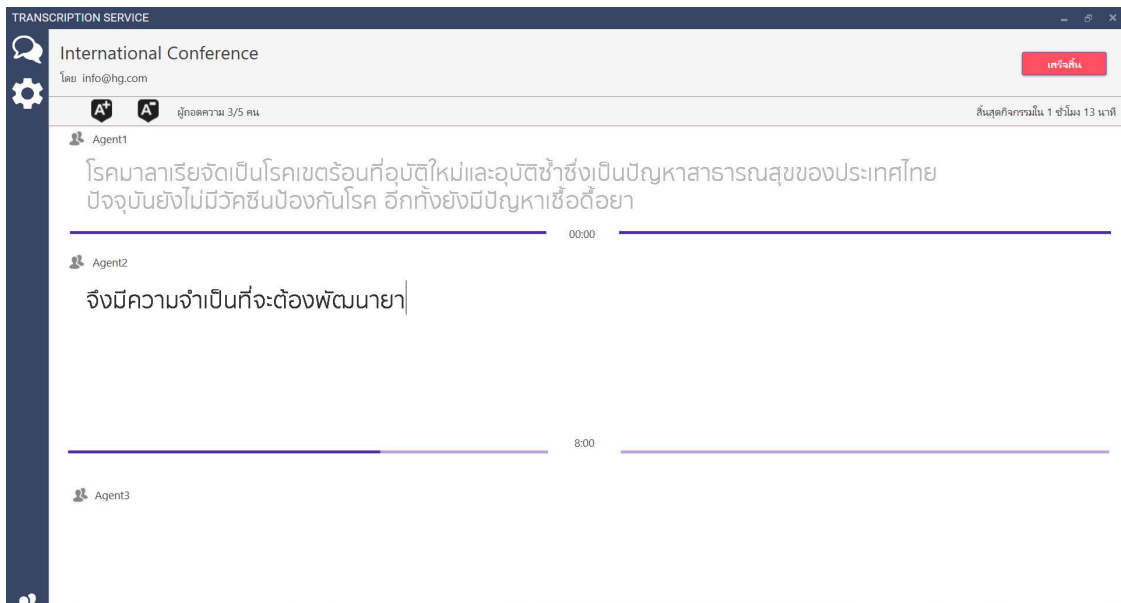 TRANSCRIPTION SERVICE
International Conference
โดย info@hg.com
เสร็จสิ้น
A+ A- ผู้ถอดความ 3/5 คน สิ้นสุดกิจกรรมใน 1 ชั่วโมง 13 นาที
Agent1
โรคมาลาเรียจัดเป็นโรคเขตร้อนที่อุบัติใหม่และอุบัติซ้ำซึ่งเป็นปัญหาสาธารณสุขของประเทศไทย
ปัจจุบันยังไม่มีวัคซีนป้องกันโรค อีกทั้งยังมีปัญหาเชื้อดื้อยา
00:00
Agent2
จึงมีความจำเป็นที่จะต้องพัฒนายา
8:00
Agent3